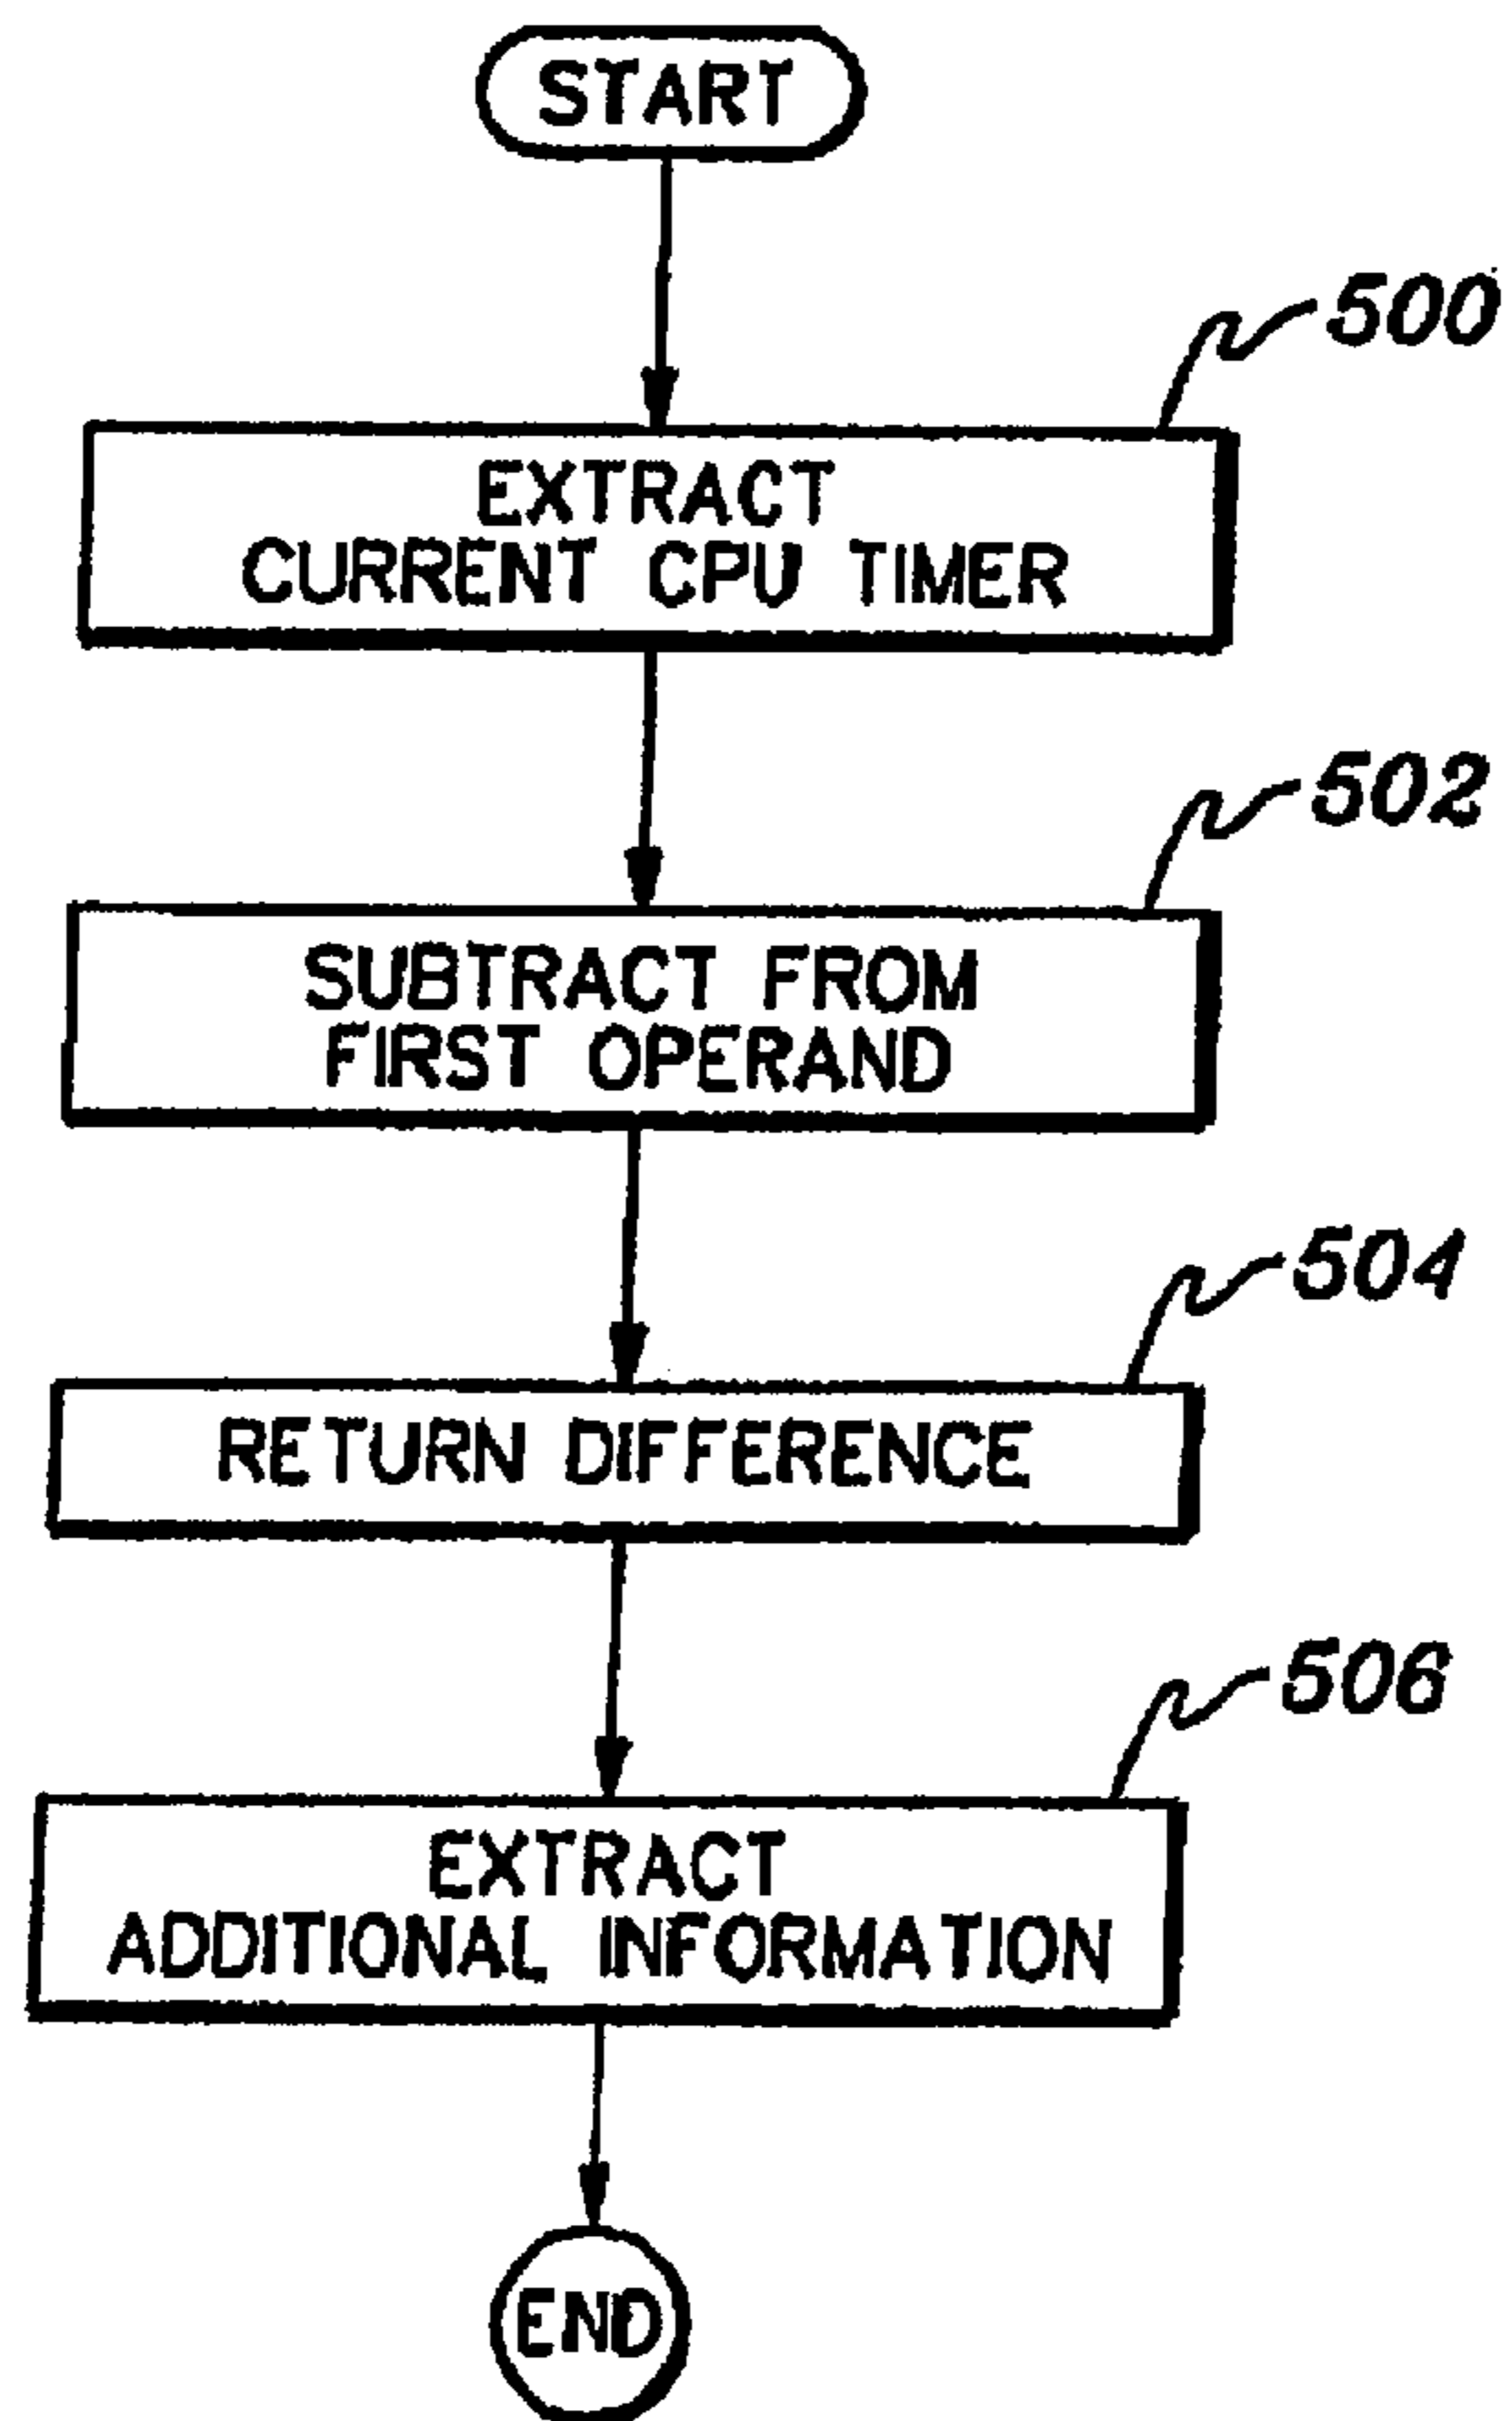 START
500
EXTRACT
CURRENT CPU TIMER
502
SUBTRACT FROM
FIRST OPERAND
504
RETURN DIFFERENCE
506
EXTRACT
ADDITIONAL INFORMATION
END